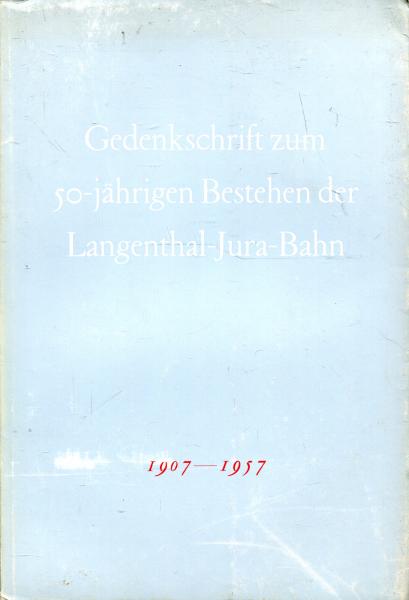 Gedenkschrift zum
50-jährigen Bestehen der
Langenthal-Jura-Bahn
1907—1957